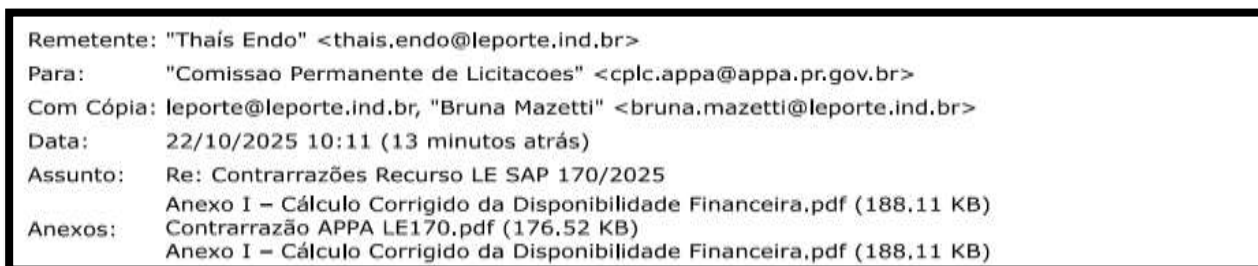 Remetente: "Thaís Endo" <thais.endo@leporte.ind.br>
Para: "Comissao Permanente de Licitacoes" <cplc.appa@appa.pr.gov.br>
Com Cópia: leporte@leporte.ind.br, "Bruna Mazetti" <bruna.mazetti@leporte.ind.br>
Data: 22/10/2025 10:11 (13 minutos atrás)
Assunto: Re: Contrarrazões Recurso LE SAP 170/2025
Anexo I – Cálculo Corrigido da Disponibilidade Financeira.pdf (188.11 KB)
Anexos: Contrarrazão APPA LE170.pdf (176.52 KB)
Anexo I – Cálculo Corrigido da Disponibilidade Financeira.pdf (188.11 KB)